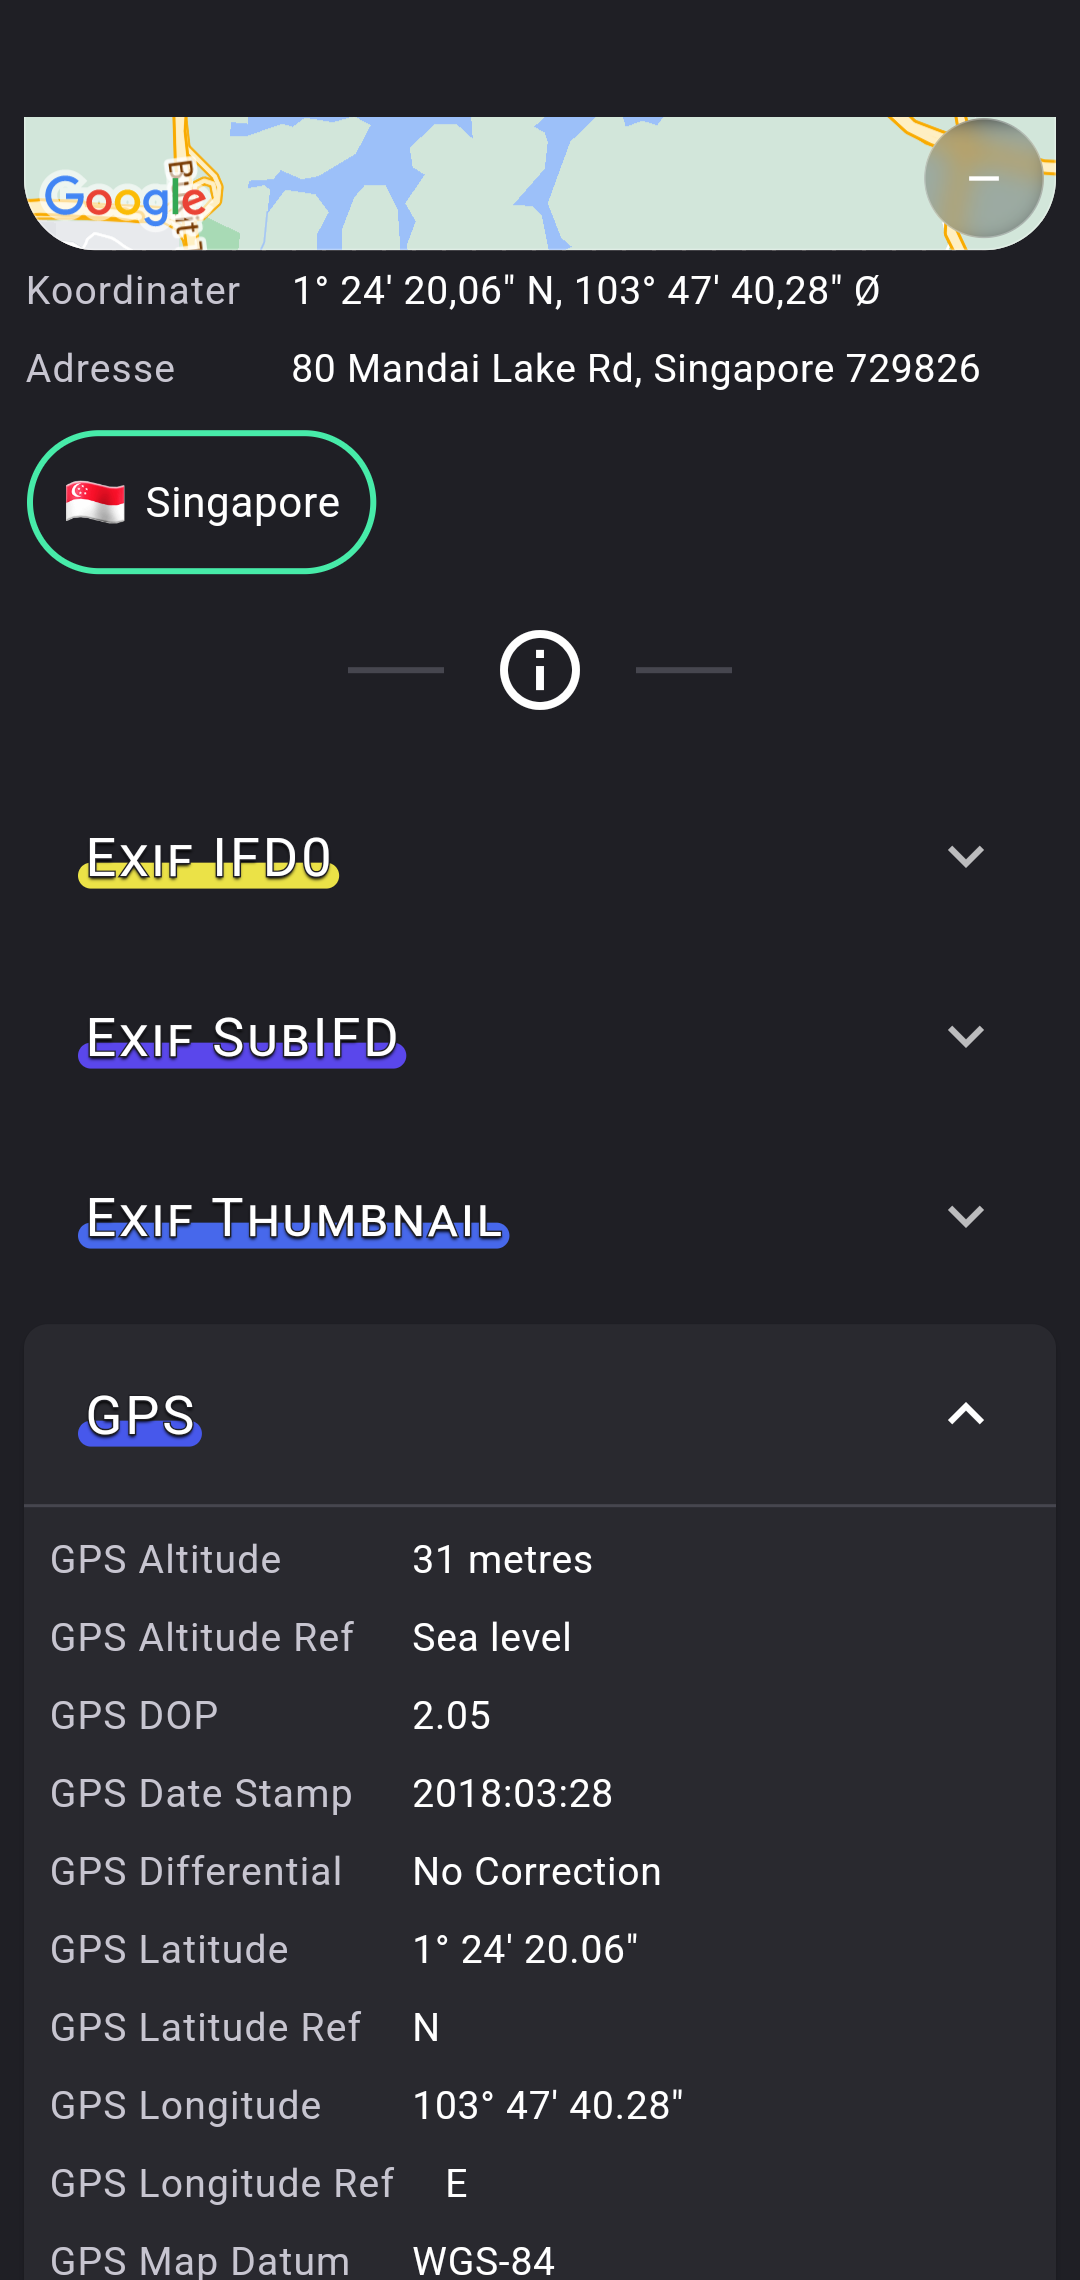 Google
Koordinater 1° 24' 20,06" N, 103° 47' 40,28" Ø
Adresse 80 Mandai Lake Rd, Singapore 729826
Singapore
Exif IFD0
Exif SubIFD
Exif Thumbnail
GPS
GPS Altitude 31 metres
GPS Altitude Ref Sea level
GPS DOP 2.05
GPS Date Stamp 2018:03:28
GPS Differential No Correction
GPS Latitude 1° 24' 20.06"
GPS Latitude Ref N
GPS Longitude 103° 47' 40.28"
GPS Longitude Ref E
GPS Map Datum WGS-84